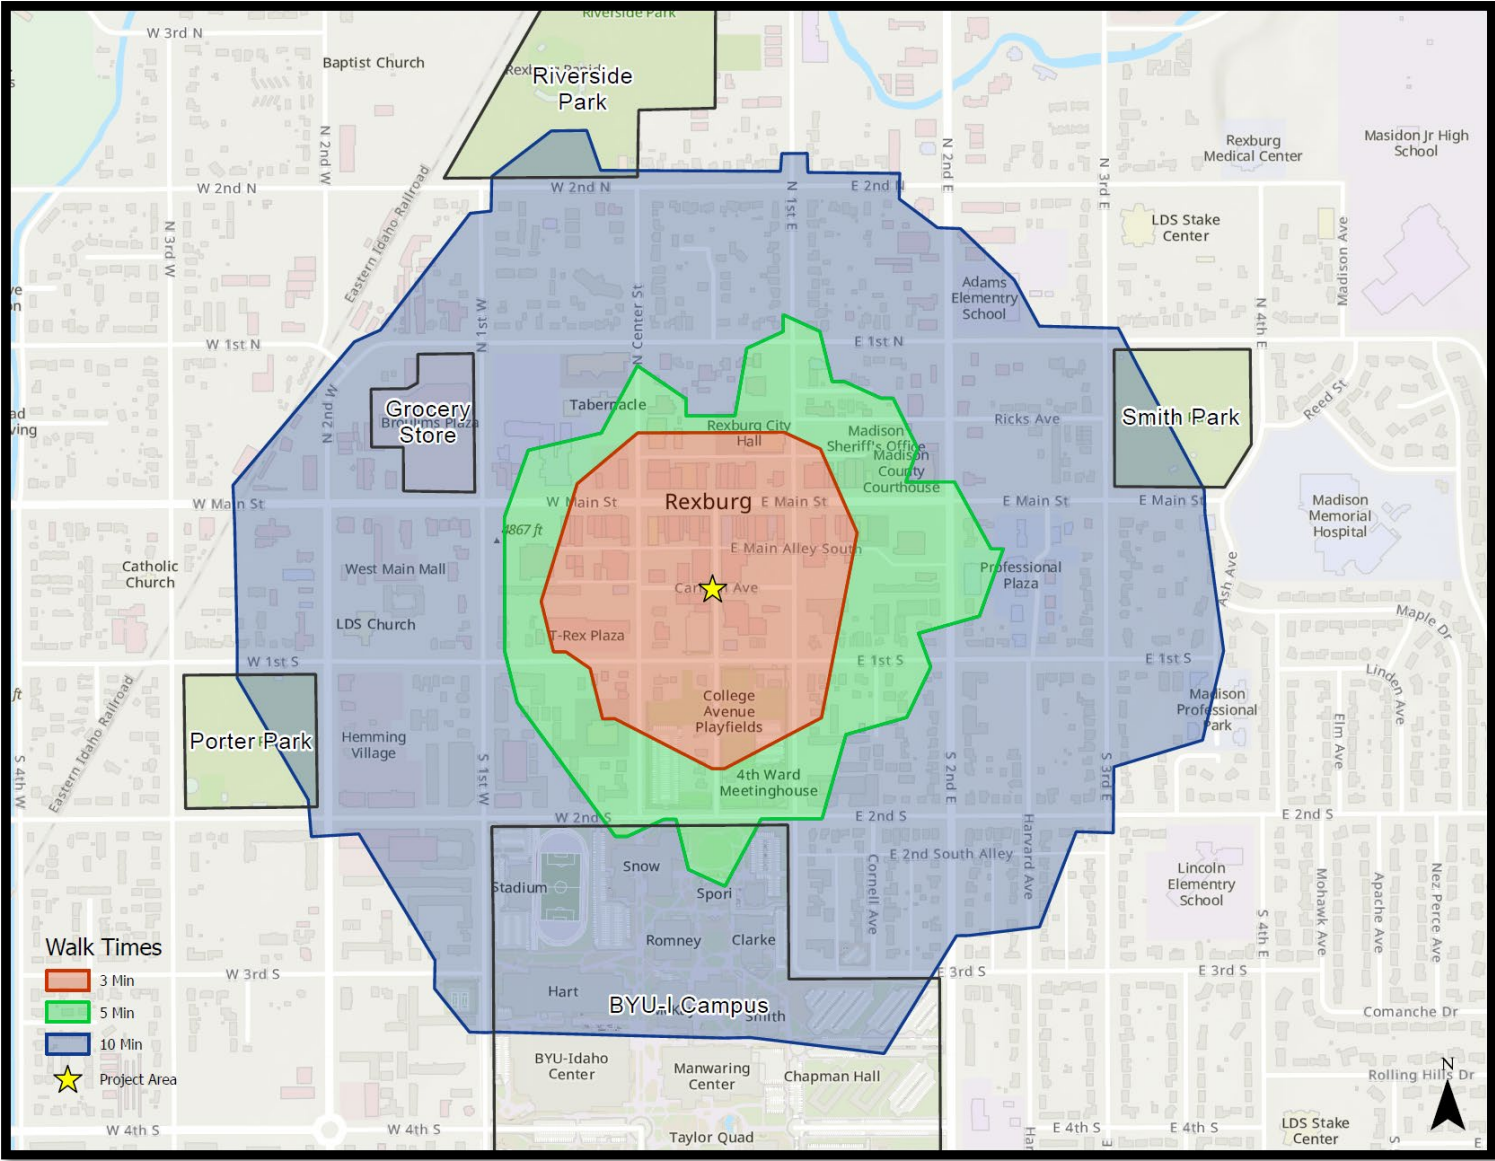 Riverside Park
W 3rd N
Baptist Church
Riverside
Park
N 2nd W
N 2nd E
N 3rd E
Rexburg
Medical Center
Masidon Jr High
School
W 2nd N
W 2nd N
N 1st E
E 2nd N
Eastern Idaho Railroad
N 3rd W
LDS Stake
Center
Madison Ave
Adams
Elementry
School
N 1st W
N Center St
N 4th E
W 1st N
E 1st N
N 2nd W
Grocery
Store
Broulims Plaza
Tabernacle
Rexburg City
Hall
Madison
Sheriff's Office
Madison
County
Courthouse
Ricks Ave
Smith Park
Reed St
W Main St
W Main St
Rexburg
E Main St
E Main St
E Main St
Madison
Memorial
Hospital
4867 ft
E Main Alley South
Catholic
Church
West Main Mall
Professional
Plaza
Ash Ave
LDS Church
T-Rex Plaza
Maple Dr
W 1st S
E 1st S
E 1st S
Linden Ave
ft
Eastern Idaho Railroad
College
Avenue
Playfields
Madison
Professional
Park
Porter Park
Hemming
Village
Elm Ave
S 4th W
S 1st W
4th Ward
Meetinghouse
S 2nd E
S 3rd E
W 2nd S
E 2nd S
E 2nd S
Snow
E 2nd South Alley
Harvard Ave
Cornell Ave
Stadium
Spori
Lincoln
Elementry
School
Mohawk Ave
Apache Ave
Nez Perce Ave
Romney
Clarke
S 4th E
Walk Times
3 Min
5 Min
10 Min
Project Area
W 3rd S
E 3rd S
E 3rd S
Hart
BYU-I Campus
Smith
Comanche Dr
BYU-Idaho
Center
Manwaring
Center
Chapman Hall
N
Rolling Hills Dr
W 4th S
W 4th S
Taylor Quad
E 4th S
E 4th S
LDS Stake
Center